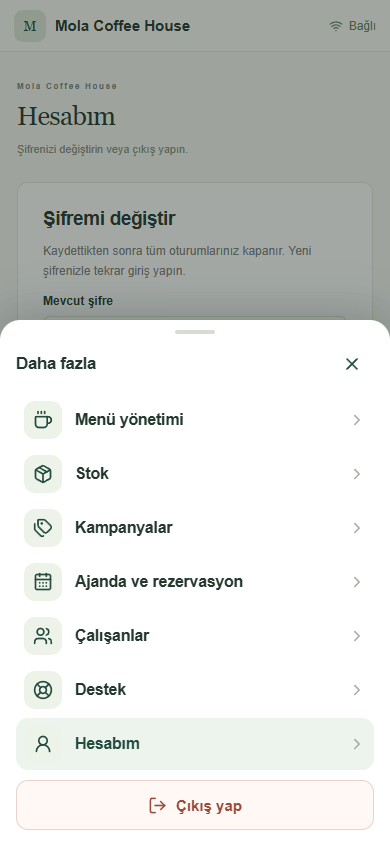 M
Mola Coffee House
Bağlı
Mola Coffee House
Hesabım
Şifrenizi değiştirin veya çıkış yapın.
Şifremi değiştir
Kaydettikten sonra tüm oturumlarınız kapanır. Yeni
şifrenizle tekrar giriş yapın.
Mevcut şifre
Daha fazla
Menü yönetimi
Stok
Kampanyalar
Ajanda ve rezervasyon
Çalışanlar
Destek
Hesabım
Çıkış yap